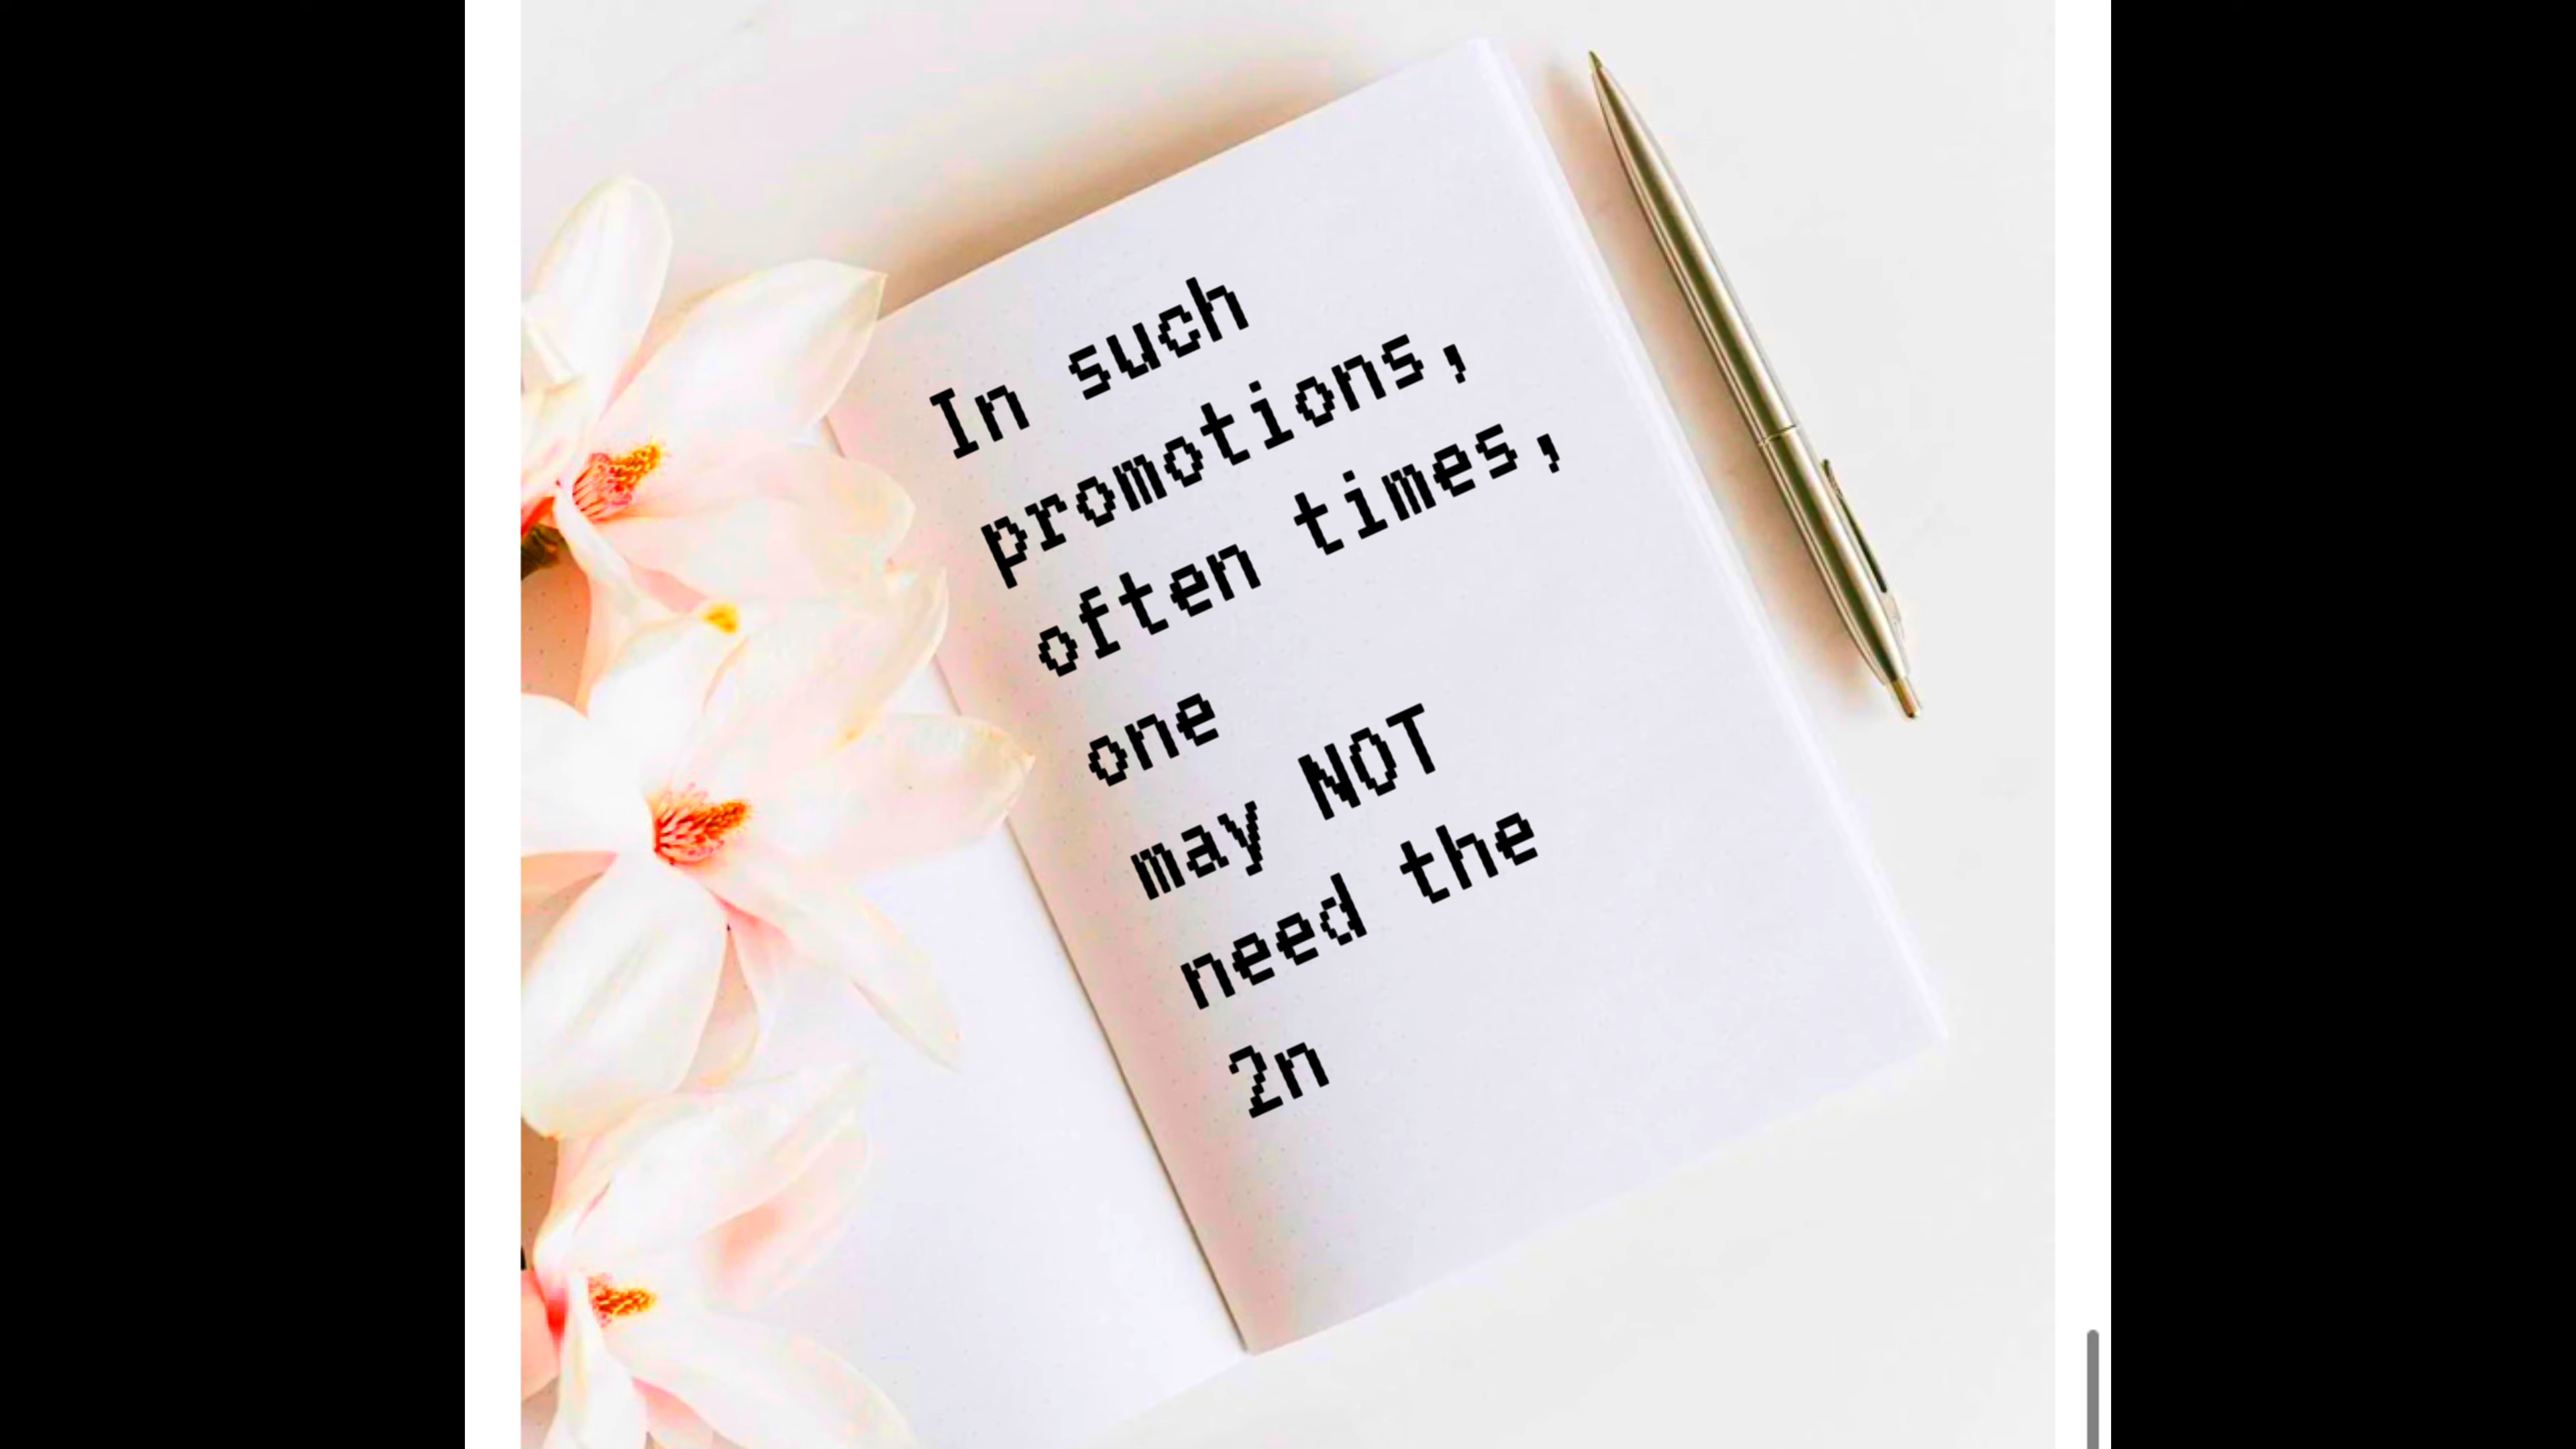 In such
promotions,
often times,
one
may NOT
need the
2n